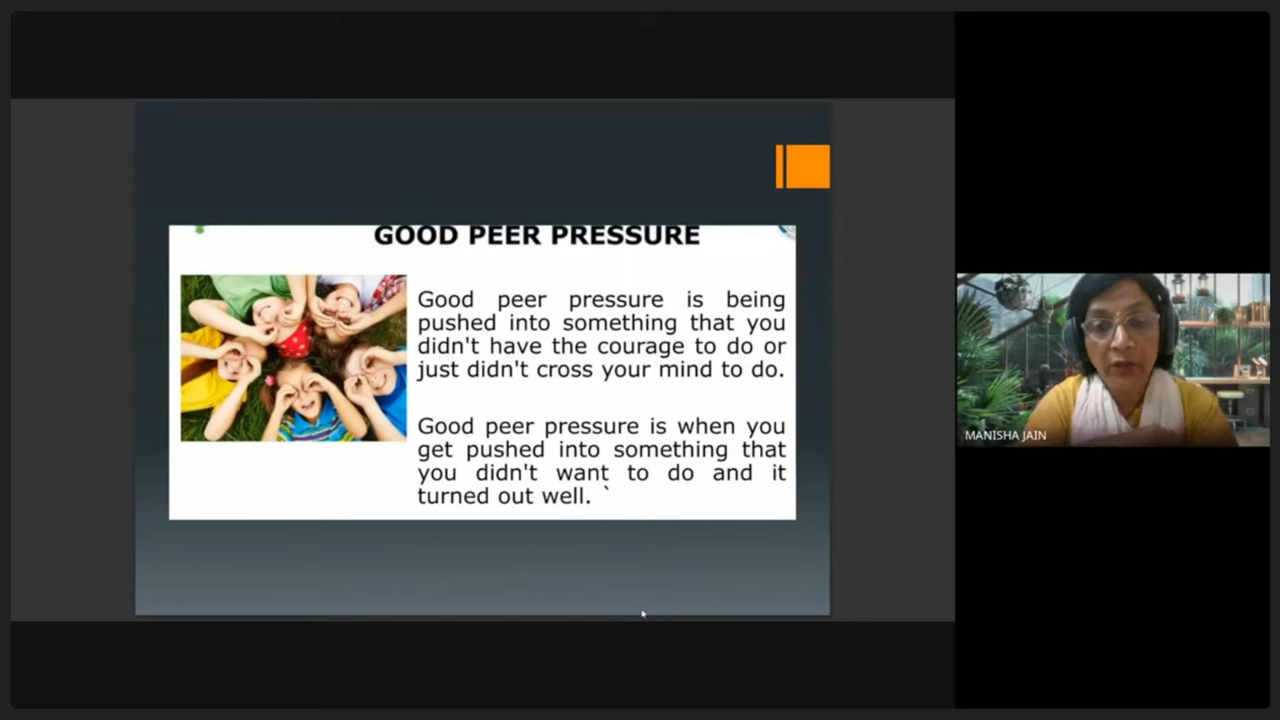 GOOD PEER PRESSURE
Good peer pressure is being
pushed into something that you
didn't have the courage to do or
just didn't cross your mind to do.
Good peer pressure is when you
get pushed into something that
you didn't want to do and it
turned out well. `
MANISHA JAIN